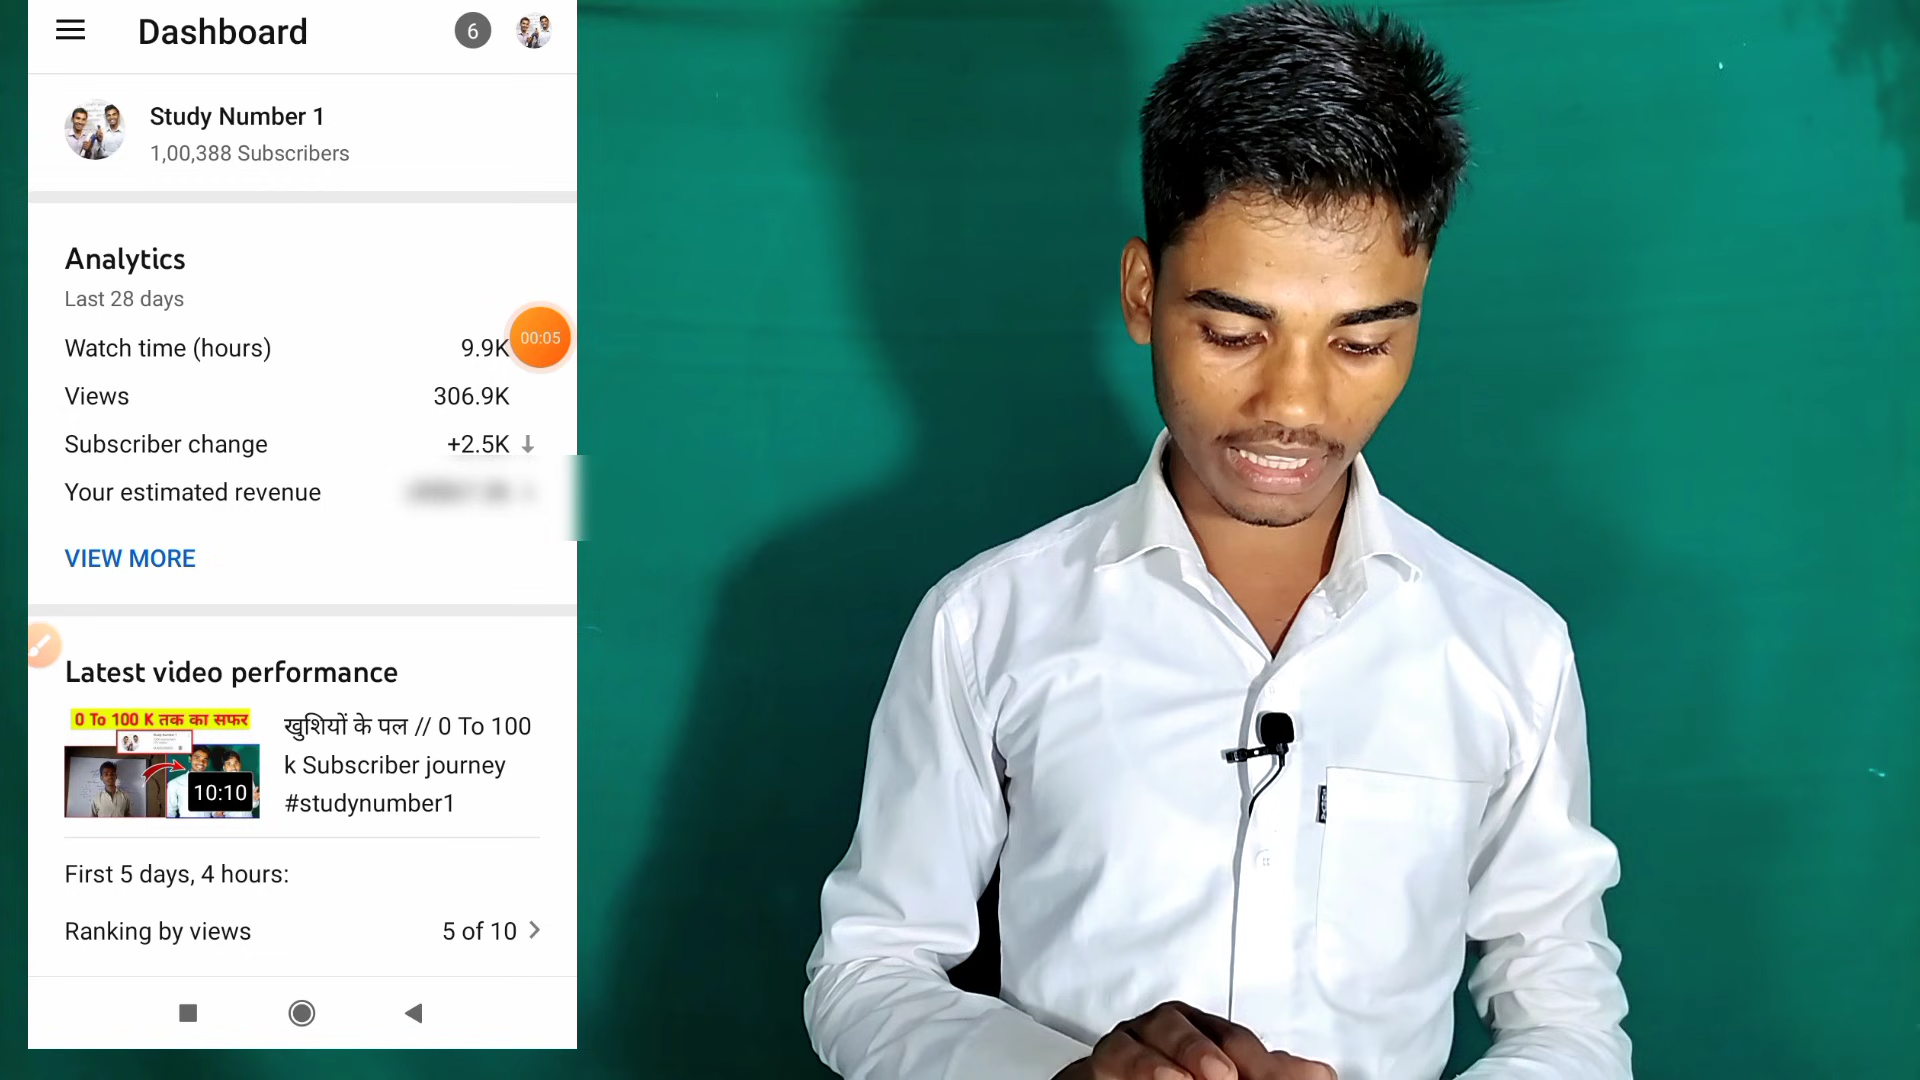 Dashboard
6
Study Number 1
1,00,388 Subscribers
Analytics
Last 28 days
Watch time (hours) 9.9K
00:05
Views 306.9K
Subscriber change +2.5K
Your estimated revenue
VIEW MORE
Latest video performance
0 To 100 K तक का सफर
10:10
खुशियों के पल // 0 To 100
k Subscriber journey
#studynumber1
First 5 days, 4 hours:
Ranking by views 5 of 10